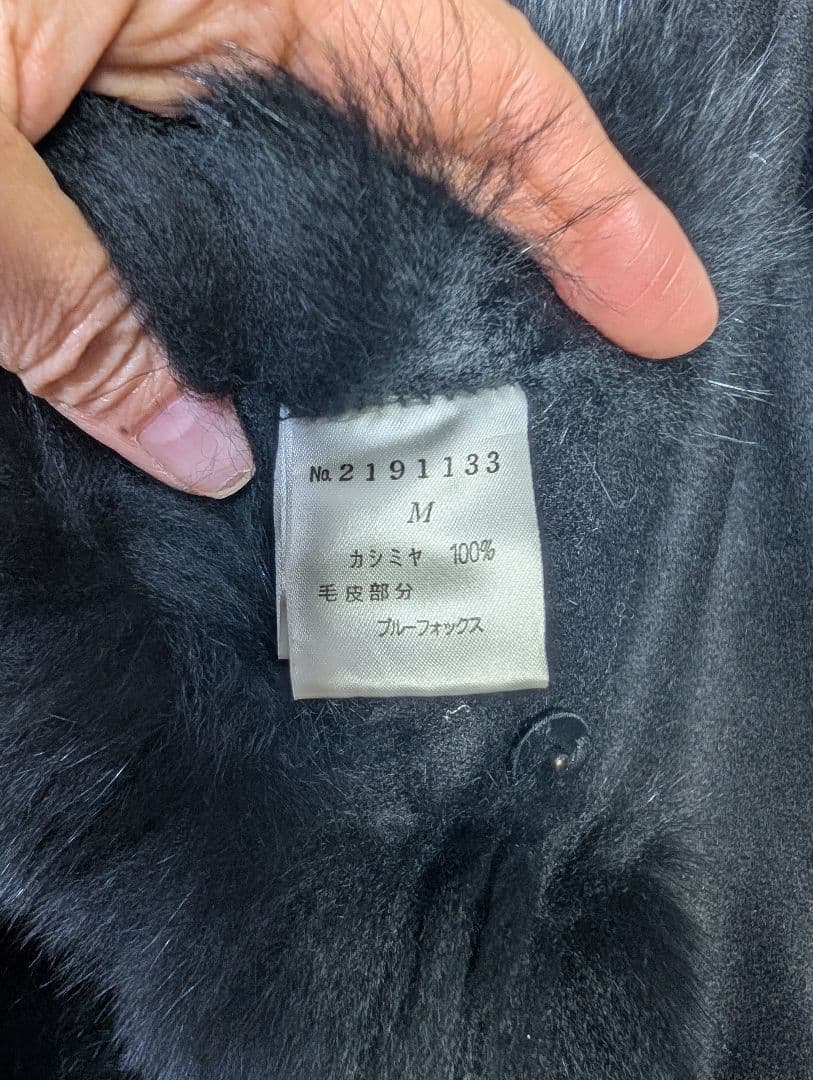 No. 2191133
M
カシミヤ 100%
毛皮部分
ブルーフォックス